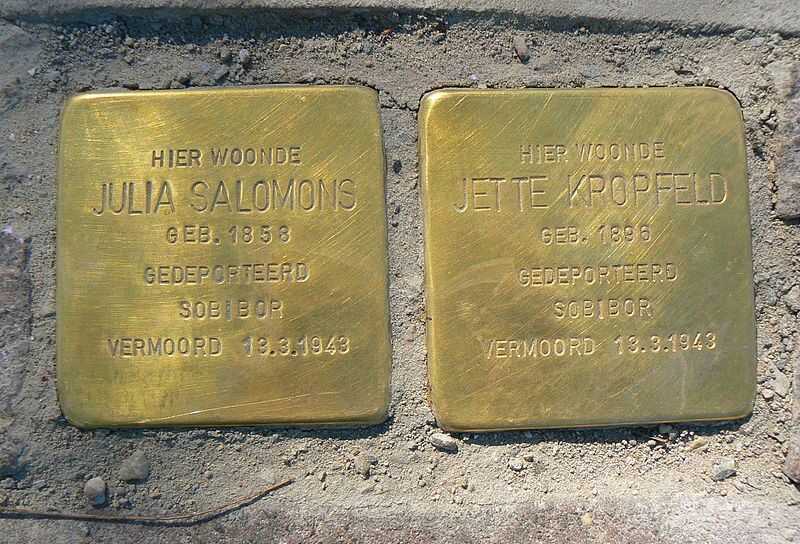 HIER WOONDE
JULIA SALOMONS
GEB. 1858
GEDEPORTEERD
SOBIBOR
VERMOORD 13.3.1943
HIER WOONDE
JETTE KROPFELD
GEB. 1896
GEDEPORTEERD
SOBIBOR
VERMOORD 13.3.1943